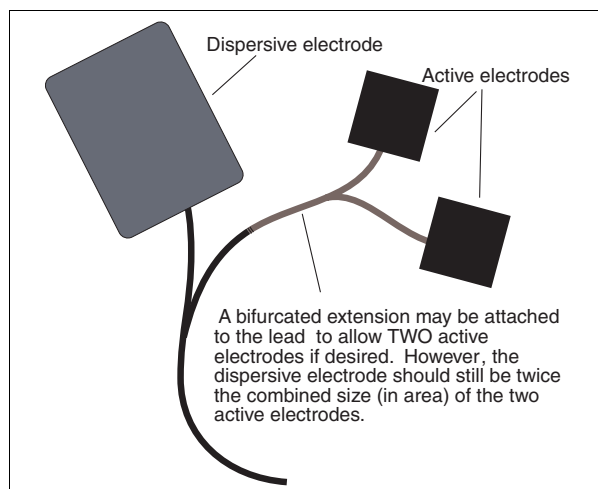 Dispersive electrode
Active electrodes
A bifurcated extension may be attached
to the lead to allow TWO active
electrodes if desired. However, the
dispersive electrode should still be twice
the combined size (in area) of the two
active electrodes.